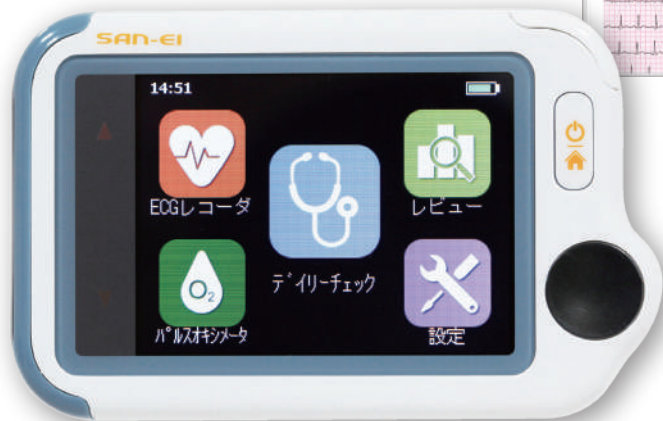 SAN-EI
14:51
ECGレコーダ
レビュー
デイリーチェック
O₂
パルスオキシメータ
設定